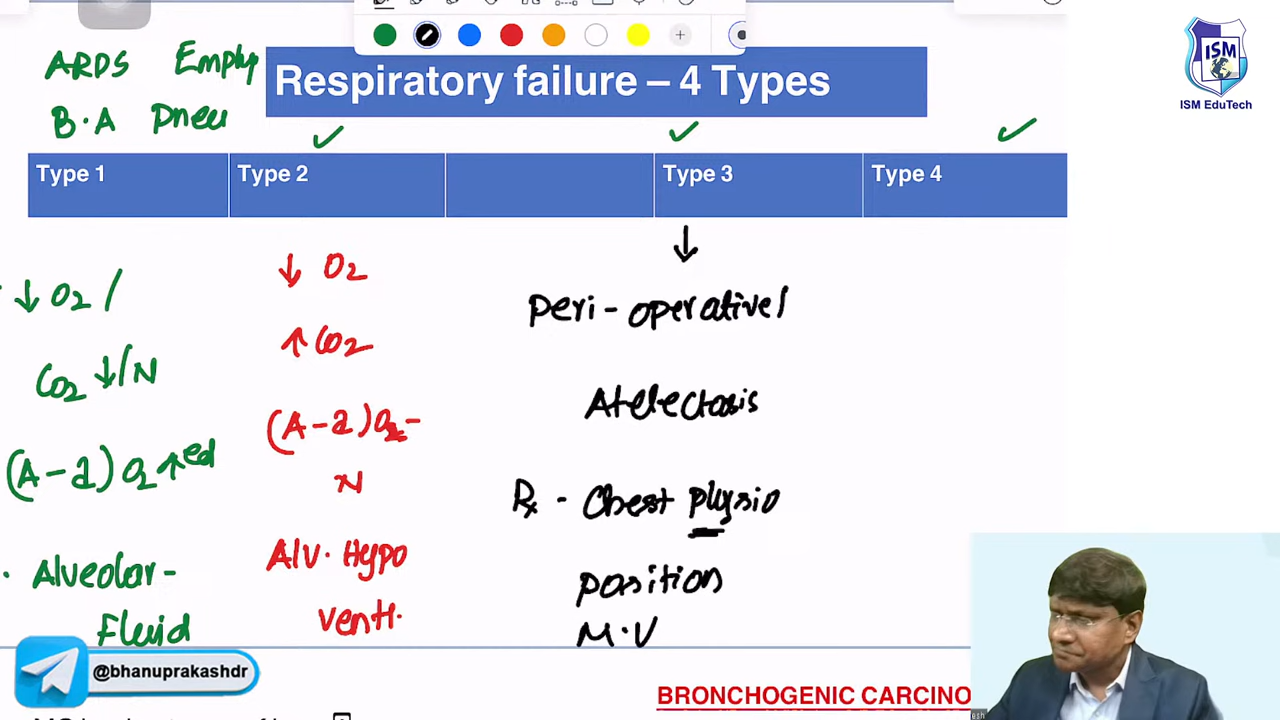 ARDS Emphy
B.A Pneu
Respiratory failure – 4 Types
ISM
ISM EduTech
Type 1
Type 2
Type 3
Type 4
↓ O2 /
CO2 ↓/N
(A-a) O2 ↑ed
Alveolar-
Fluid
↓ O2
↑ CO2
(A-a)O2-
N
Alv. Hypo
Venti.
↓
Peri-operative
Atelectasis
Rx - Chest physio
position
M.V
@bhanuprakashdr
BRONCHOGENIC CARCINO